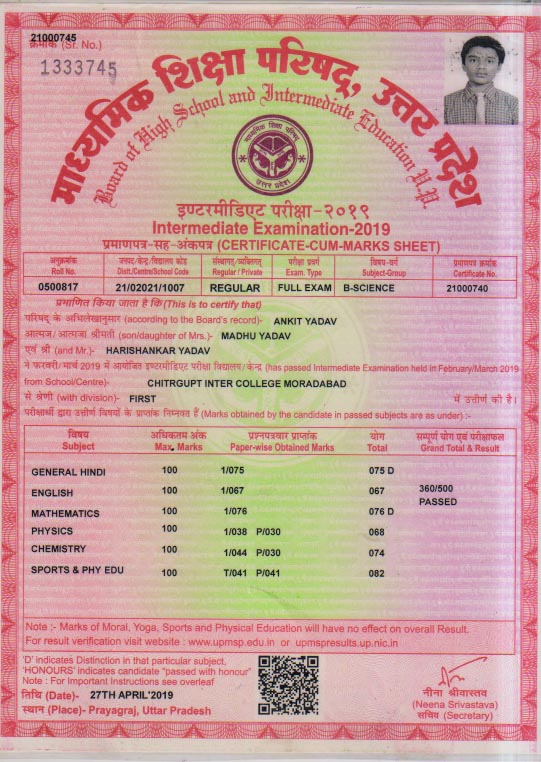 21000745
क्रमांक (Sr. No.)
1333745
माध्यमिक शिक्षा परिषद्, उत्तर प्रदेश
Board of High School and Intermediate Education U.P.
माध्यमिक शिक्षा परिषद्
उत्तर प्रदेश
इण्टरमीडिएट परीक्षा-२०१९
Intermediate Examination-2019
प्रमाणपत्र-सह-अंकपत्र (CERTIFICATE-CUM-MARKS SHEET)
अनुक्रमांक जनपद/केन्द्र/विद्यालय कोड संस्थागत/व्यक्तिगत परीक्षा प्रवर्ग विषय-वर्ग प्रमाणपत्र क्रमांक
Roll No. Distt./Centre/School Code Regular / Private Exam. Type Subject-Group Certificate No.
0500817 21/02021/1007 REGULAR FULL EXAM B-SCIENCE 21000740
प्रमाणित किया जाता है कि (This is to certify that)
परिषद् के अभिलेखानुसार (according to the Board's record)- ANKIT YADAV
आत्मज/ आत्मजा श्रीमती (son/daughter of Mrs.)- MADHU YADAV
एवं श्री (and Mr.)- HARISHANKAR YADAV
ने फरवरी/मार्च 2019 में आयोजित इण्टरमीडिएट परीक्षा विद्यालय/केन्द्र (has passed Intermediate Examination held in February/March 2019
from School/Centre)- CHITRGUPT INTER COLLEGE MORADABAD
से श्रेणी (with division)- FIRST में उत्तीर्ण की है।
परीक्षार्थी द्वारा उत्तीर्ण विषयों के प्राप्तांक निम्नवत हैं (Marks obtained by the candidate in passed subjects are as under) :-
विषय अधिकतम अंक प्रश्नपत्रवार प्राप्तांक योग सम्पूर्ण योग एवं परीक्षाफल
Subject Max. Marks Paper-wise Obtained Marks Total Grand Total & Result
GENERAL HINDI 100 1/075 075 D
ENGLISH 100 1/067 067 360/500
PASSED
MATHEMATICS 100 1/076 076 D
PHYSICS 100 1/038 P/030 068
CHEMISTRY 100 1/044 P/030 074
SPORTS & PHY EDU 100 T/041 P/041 082
Note :- Marks of Moral, Yoga, Sports and Physical Education will have no effect on overall Result.
For result verification visit website : www.upmsp.edu.in or upmspresults.up.nic.in
'D' indicates Distinction in that particular subject,
'HONOURS' indicates candidate "passed with honour"
Note : For Important Instructions see overleaf
तिथि (Date)- 27TH APRIL'2019
स्थान (Place)- Prayagraj, Uttar Pradesh
नीना श्रीवास्तव
(Neena Srivastava)
सचिव (Secretary)